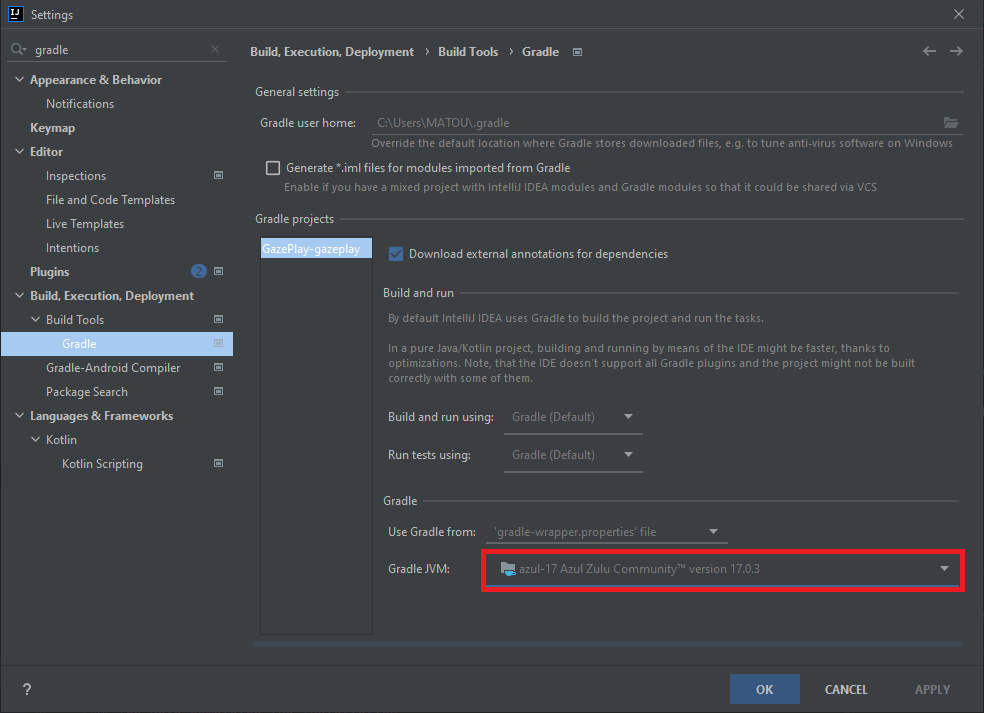 Settings
gradle
Appearance & Behavior
Notifications
Keymap
Editor
Inspections
File and Code Templates
Live Templates
Intentions
Plugins 2
Build, Execution, Deployment
Build Tools
Gradle
Gradle-Android Compiler
Package Search
Languages & Frameworks
Kotlin
Kotlin Scripting
Build, Execution, Deployment › Build Tools › Gradle
General settings
Gradle user home: C:\Users\MATOU\.gradle
Override the default location where Gradle stores downloaded files, e.g. to tune anti-virus software on Windows
Generate *.iml files for modules imported from Gradle
Enable if you have a mixed project with IntelliJ IDEA modules and Gradle modules so that it could be shared via VCS
Gradle projects
GazePlay-gazeplay
Download external annotations for dependencies
Build and run
By default IntelliJ IDEA uses Gradle to build the project and run the tasks.
In a pure Java/Kotlin project, building and running by means of the IDE might be faster, thanks to
optimizations. Note, that the IDE doesn't support all Gradle plugins and the project might not be built
correctly with some of them.
Build and run using: Gradle (Default)
Run tests using: Gradle (Default)
Gradle
Use Gradle from: 'gradle-wrapper.properties' file
Gradle JVM: azul-17 Azul Zulu Community™ version 17.0.3
? OK CANCEL APPLY